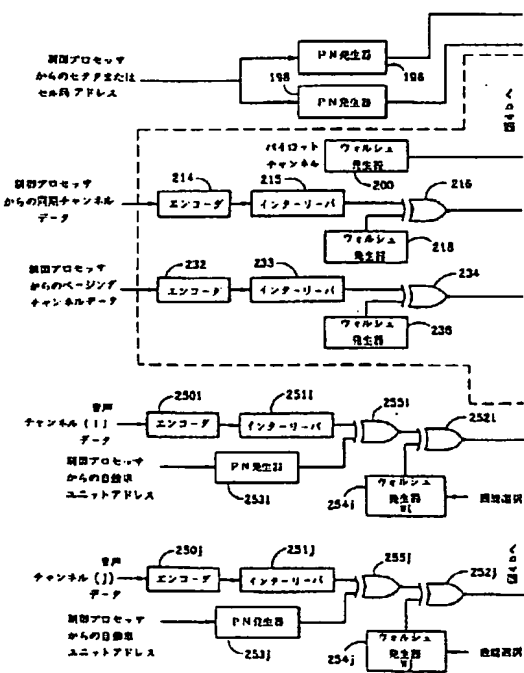 PN発生器
制御プロセッサ
からのセクタまたは
セル局アドレス
198
196
PN発生器
パイロット
チャンネル
ウォルシュ
発生器
200
214
215
216
制御プロセッサ
からの同期チャンネル
データ
エンコーダ
インターリーバ
ウォルシュ
発生器
218
232
233
234
制御プロセッサ
からのページング
チャンネルデータ
エンコーダ
インターリーバ
ウォルシュ
発生器
236
音声
チャンネル(i)
データ
250i
251i
255i
252i
エンコーダ
インターリーバ
制御プロセッサ
からの自動車
ユニットアドレス
PN発生器
253i
254i
ウォルシュ
発生器
Wi
回線選択
音声
チャンネル(j)
データ
250j
251j
255j
252j
エンコーダ
インターリーバ
制御プロセッサ
からの自動車
ユニットアドレス
PN発生器
253j
254j
ウォルシュ
発生器
回線選択